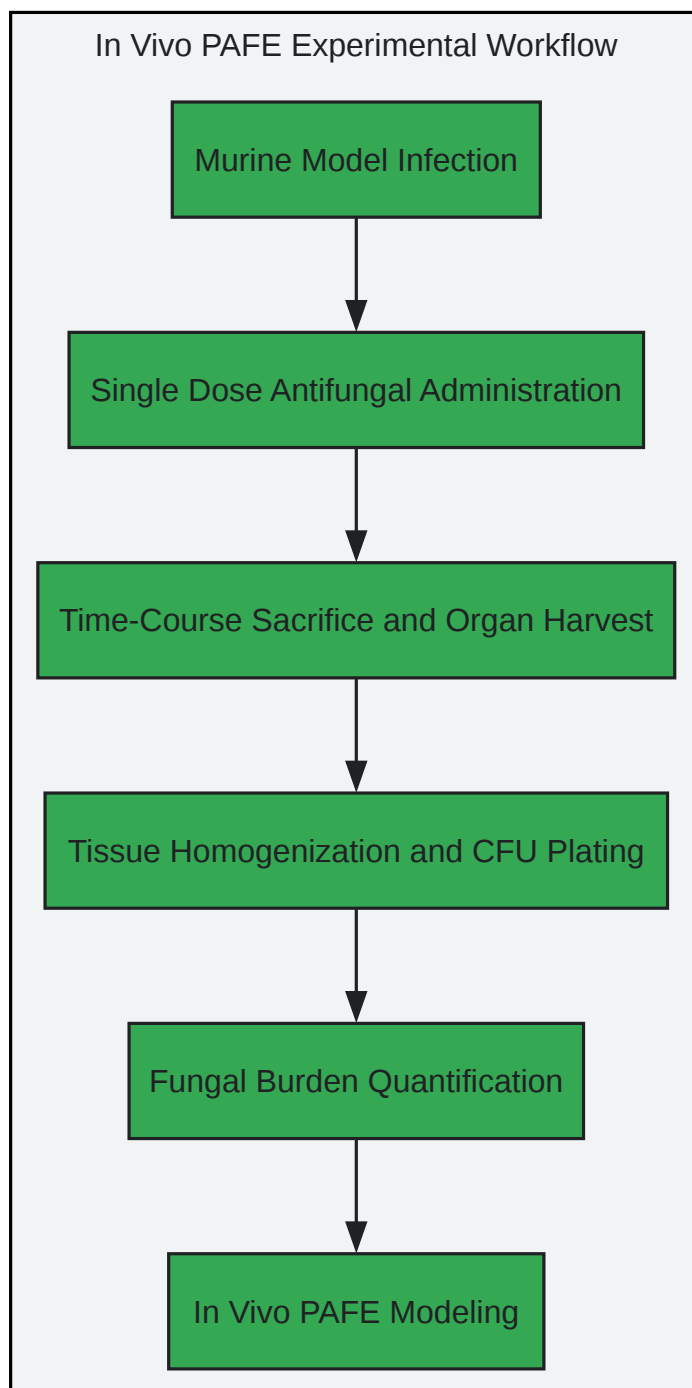 In Vivo PAFE Experimental Workflow
Murine Model Infection
Single Dose Antifungal Administration
Time-Course Sacrifice and Organ Harvest
Tissue Homogenization and CFU Plating
Fungal Burden Quantification
In Vivo PAFE Modeling